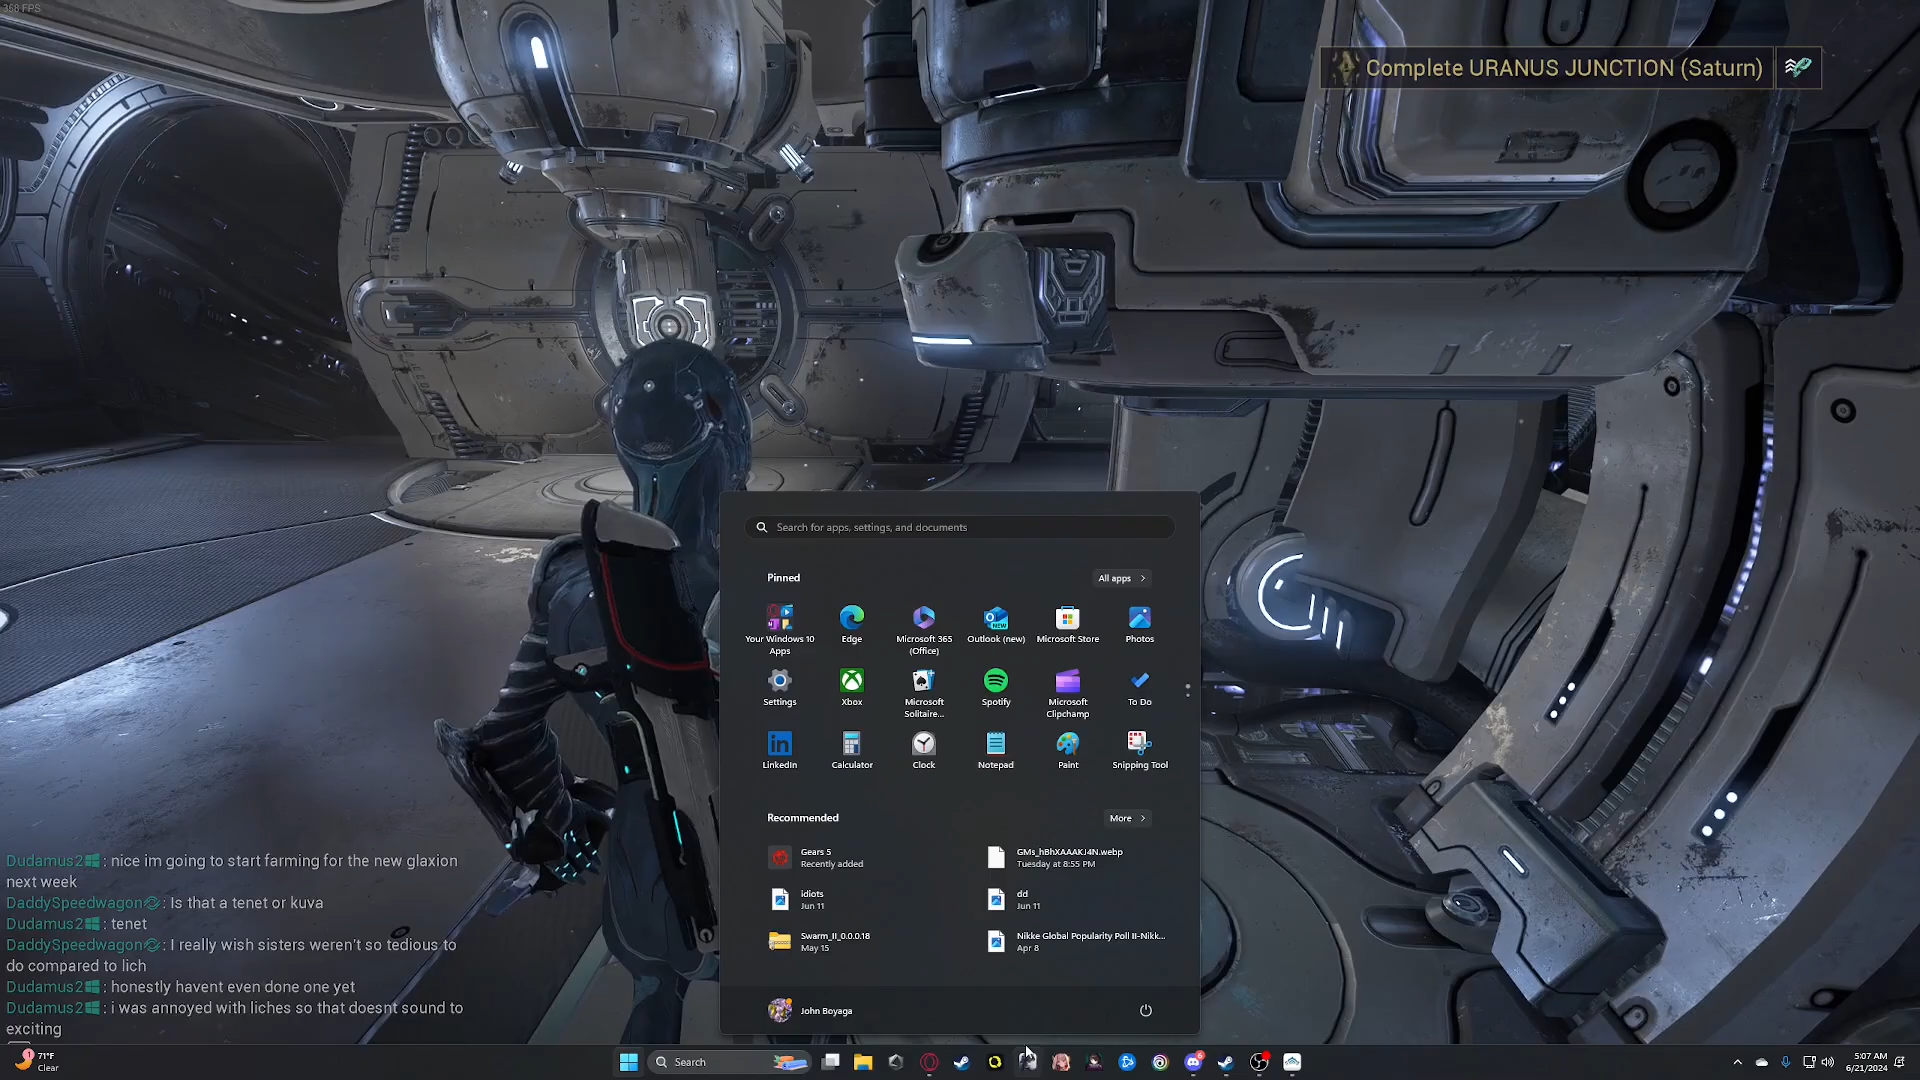 368 FPS
Complete URANUS JUNCTION (Saturn)
Search for apps, settings, and documents
Pinned
All apps
Your Windows 10 Apps
Edge
Microsoft 365 (Office)
Outlook (new)
Microsoft Store
Photos
Settings
Xbox
Microsoft Solitaire...
Spotify
Microsoft Clipchamp
To Do
LinkedIn
Calculator
Clock
Notepad
Paint
Snipping Tool
Recommended
More
Gears 5
Recently added
GMs_hBhXAAAKJ4N.webp
Tuesday at 8:55 PM
idiots
Jun 11
dd
Jun 11
Swarm_II_0.0.0.18
May 15
Nikke Global Popularity Poll II-Nikk...
Apr 8
John Boyaga
Dudamus2: nice im going to start farming for the new glaxion
next week
DaddySpeedwagon: Is that a tenet or kuva
Dudamus2: tenet
DaddySpeedwagon: I really wish sisters weren't so tedious to
do compared to lich
Dudamus2: honestly havent even done one yet
Dudamus2: i was annoyed with liches so that doesnt sound to
exciting
71°F
Clear
Search
5:07 AM
6/21/2024